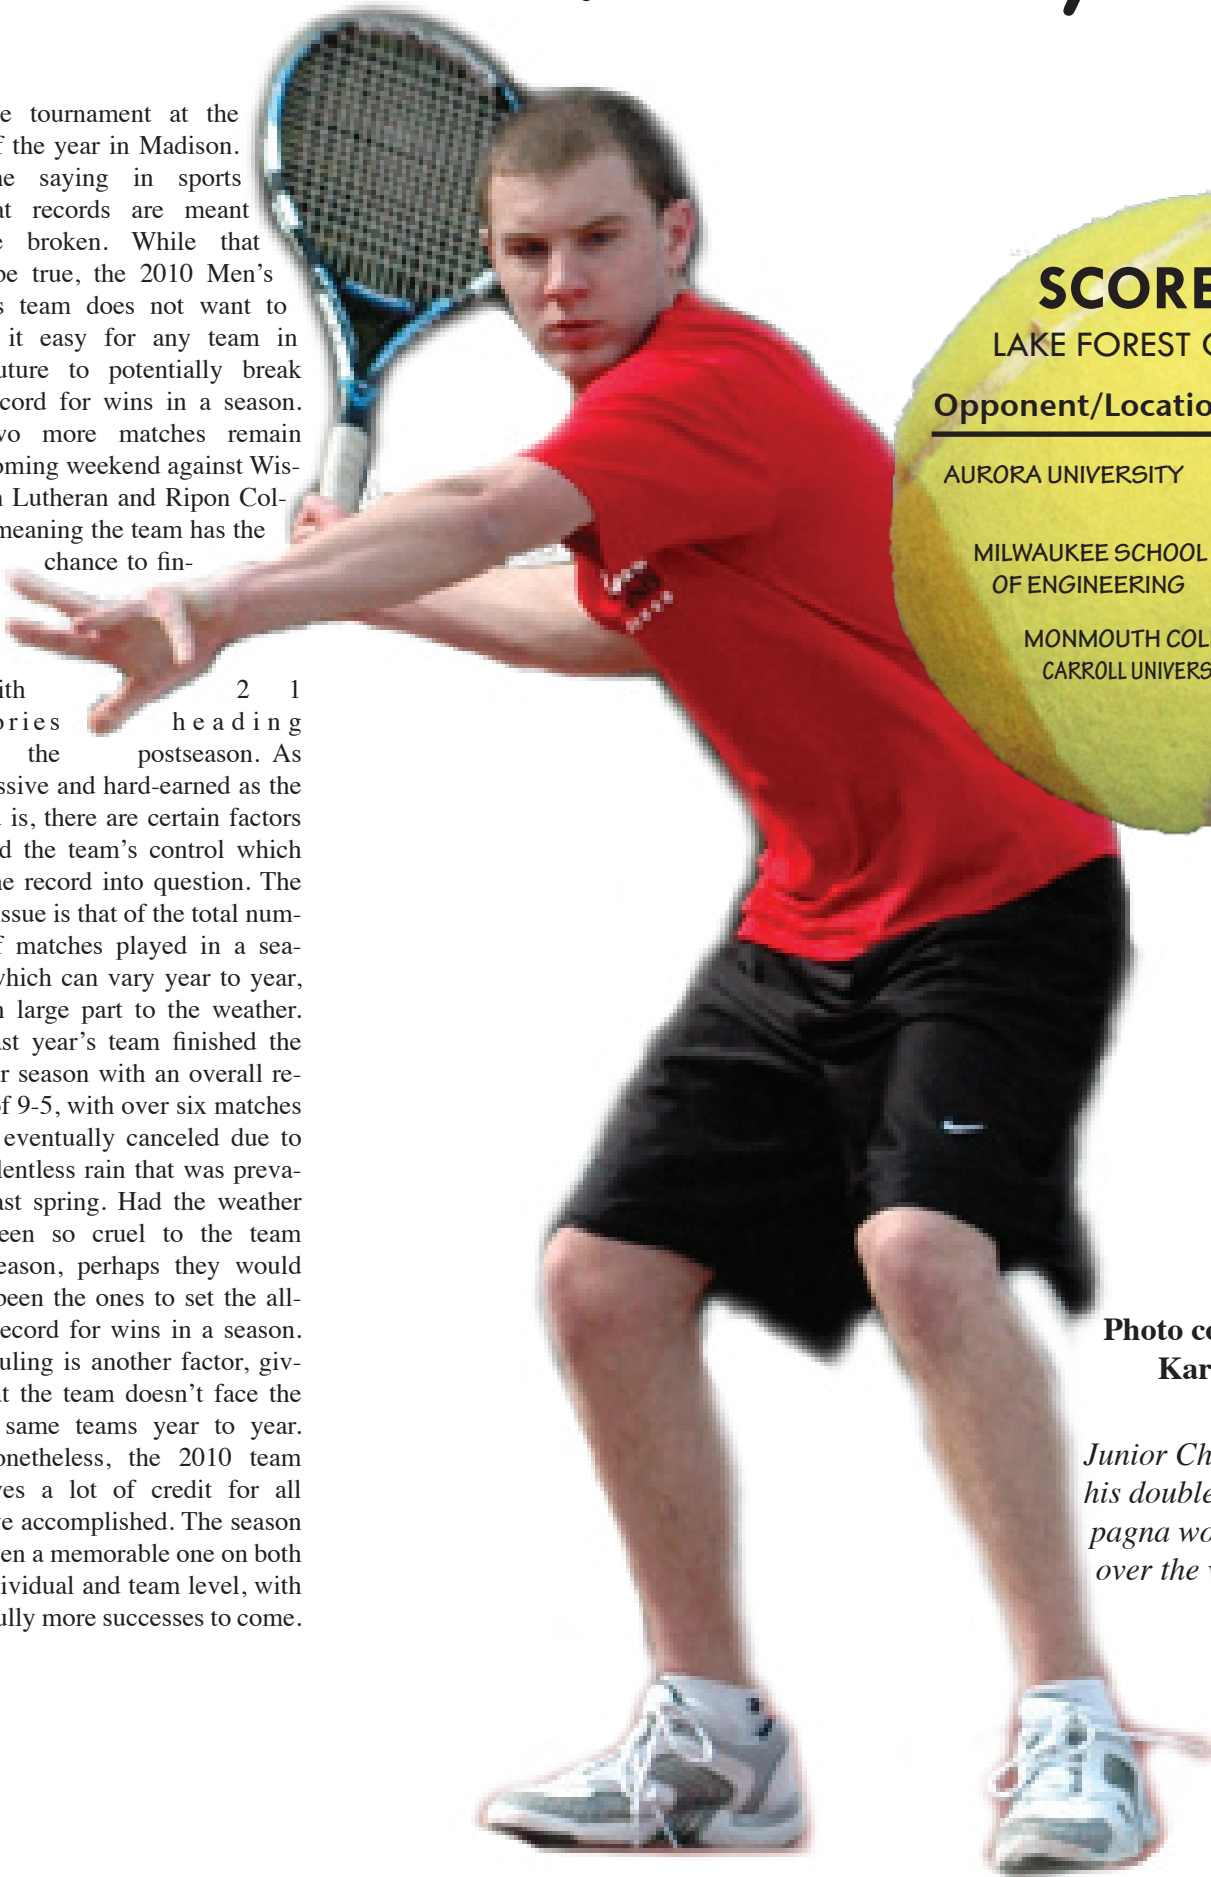 e tournament at the
f the year in Madison.
ne saying in sports
at records are meant
e broken. While that
be true, the 2010 Men's
s team does not want to
it easy for any team in
uture to potentially break
cord for wins in a season.
vo more matches remain
oming weekend against Wis-
n Lutheran and Ripon Col-
meaning the team has the
chance to fin-
ith 2 1
ories heading
the postseason. As
ssive and hard-earned as the
d is, there are certain factors
d the team's control which
he record into question. The
issue is that of the total num-
f matches played in a sea-
which can vary year to year,
n large part to the weather.
ast year's team finished the
r season with an overall re-
of 9-5, with over six matches
eventually canceled due to
lentless rain that was preva-
ast spring. Had the weather
een so cruel to the team
eason, perhaps they would
been the ones to set the all-
record for wins in a season.
uling is another factor, giv-
at the team doesn't face the
same teams year to year.
onetheless, the 2010 team
ves a lot of credit for all
ve accomplished. The season
en a memorable one on both
dividual and team level, with
fully more successes to come.
SCORE
LAKE FOREST C
Opponent/Locatio
AURORA UNIVERSITY
MILWAUKEE SCHOOL
OF ENGINEERING
MONMOUTH COL
CARROLL UNIVERS
Photo co
Kar
Junior Ch
his double
pagna wo
over the v